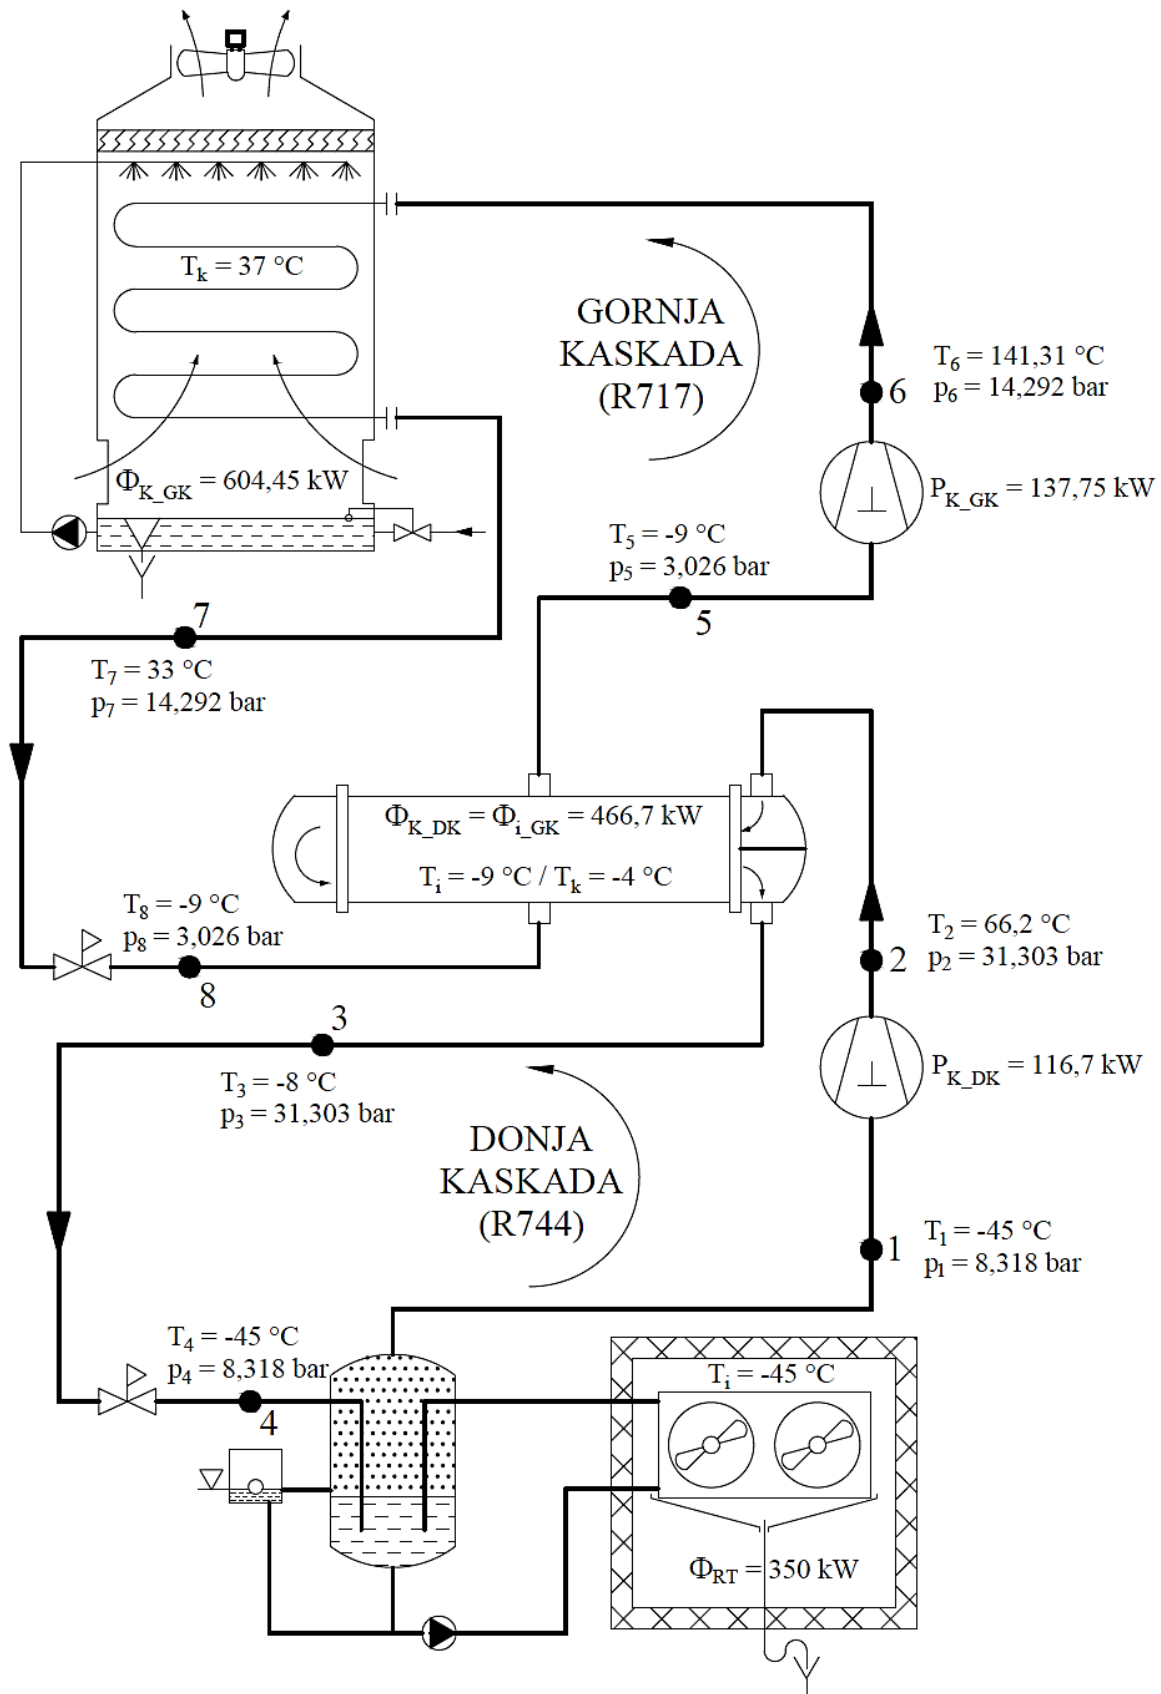 T_k = 37 °C
GORNJA
KASKADA
(R717)
T_6 = 141,31 °C
p_6 = 14,292 bar
6
Φ_K_GK = 604,45 kW
P_K_GK = 137,75 kW
T_5 = -9 °C
p_5 = 3,026 bar
5
7
T_7 = 33 °C
p_7 = 14,292 bar
Φ_K_DK = Φ_i_GK = 466,7 kW
T_i = -9 °C / T_k = -4 °C
T_8 = -9 °C
p_8 = 3,026 bar
8
T_2 = 66,2 °C
p_2 = 31,303 bar
2
3
T_3 = -8 °C
p_3 = 31,303 bar
P_K_DK = 116,7 kW
DONJA
KASKADA
(R744)
1
T_1 = -45 °C
p_1 = 8,318 bar
T_4 = -45 °C
p_4 = 8,318 bar
4
T_i = -45 °C
Φ_RT = 350 kW